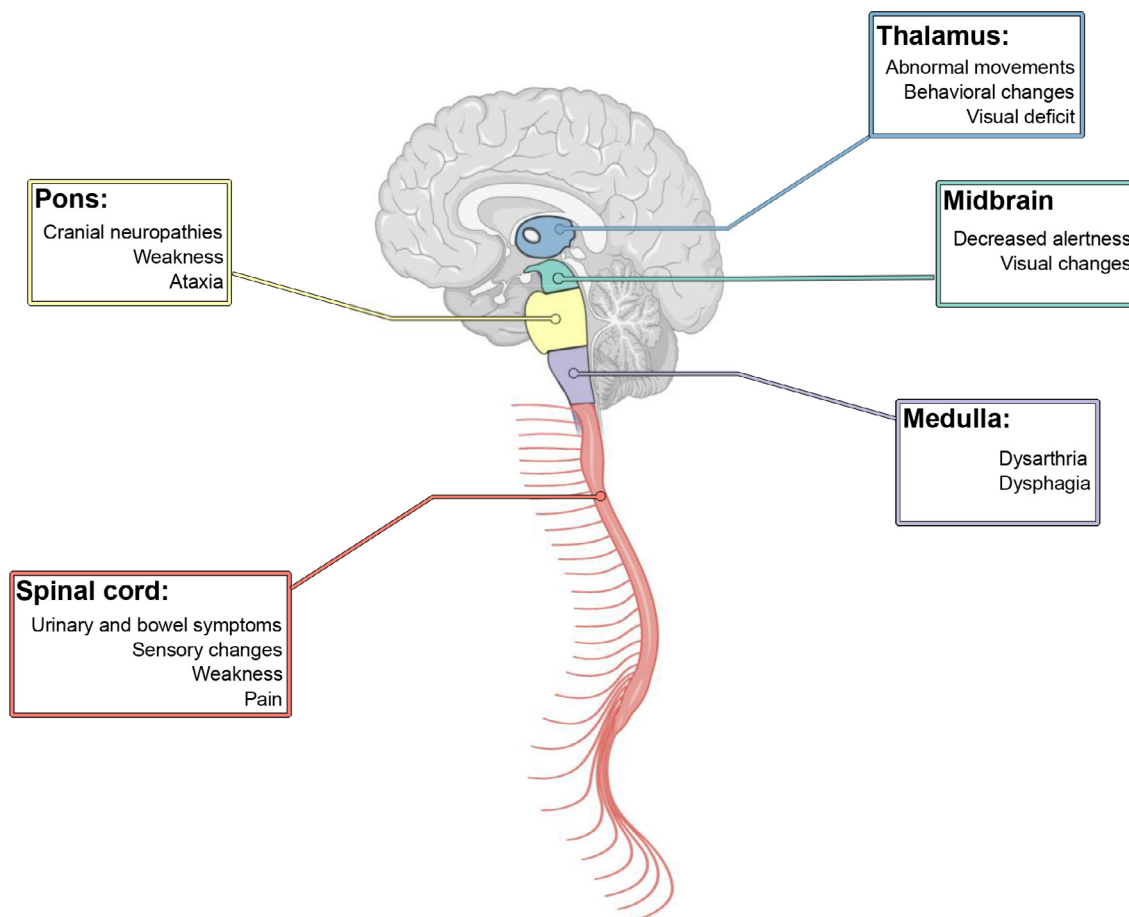 Thalamus:
Abnormal movements
Behavioral changes
Visual deficit
Pons:
Cranial neuropathies
Weakness
Ataxia
Midbrain
Decreased alertness
Visual changes
Medulla:
Dysarthria
Dysphagia
Spinal cord:
Urinary and bowel symptoms
Sensory changes
Weakness
Pain